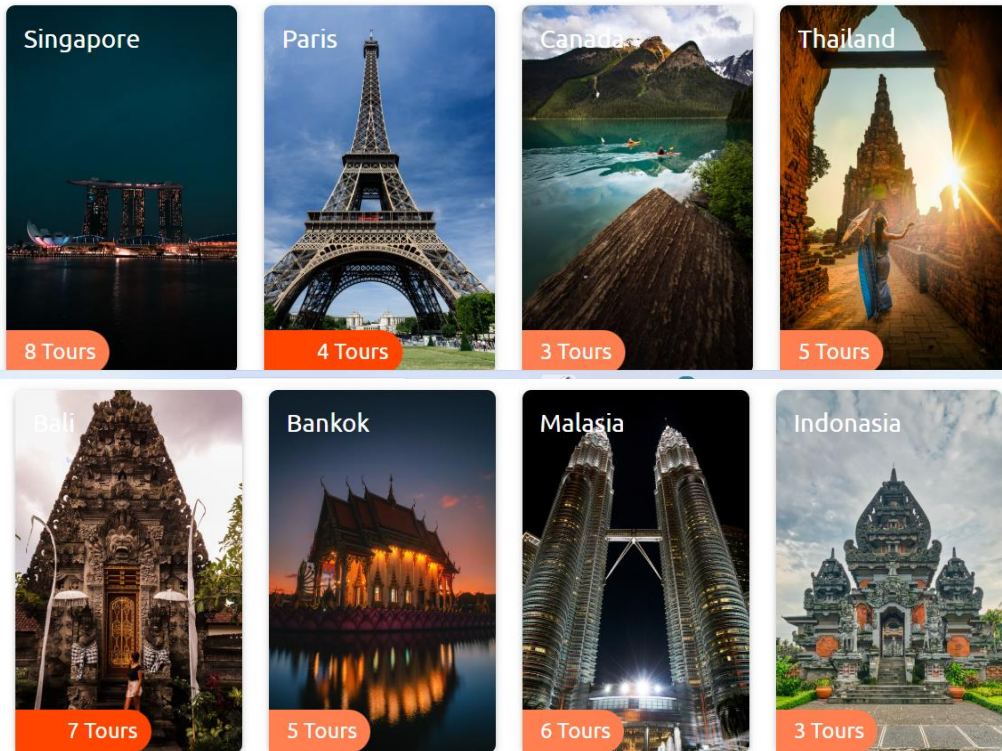 Singapore
Paris
Canada
Thailand
8 Tours
4 Tours
3 Tours
5 Tours
Bali
Bankok
Malasia
Indonasia
7 Tours
5 Tours
6 Tours
3 Tours